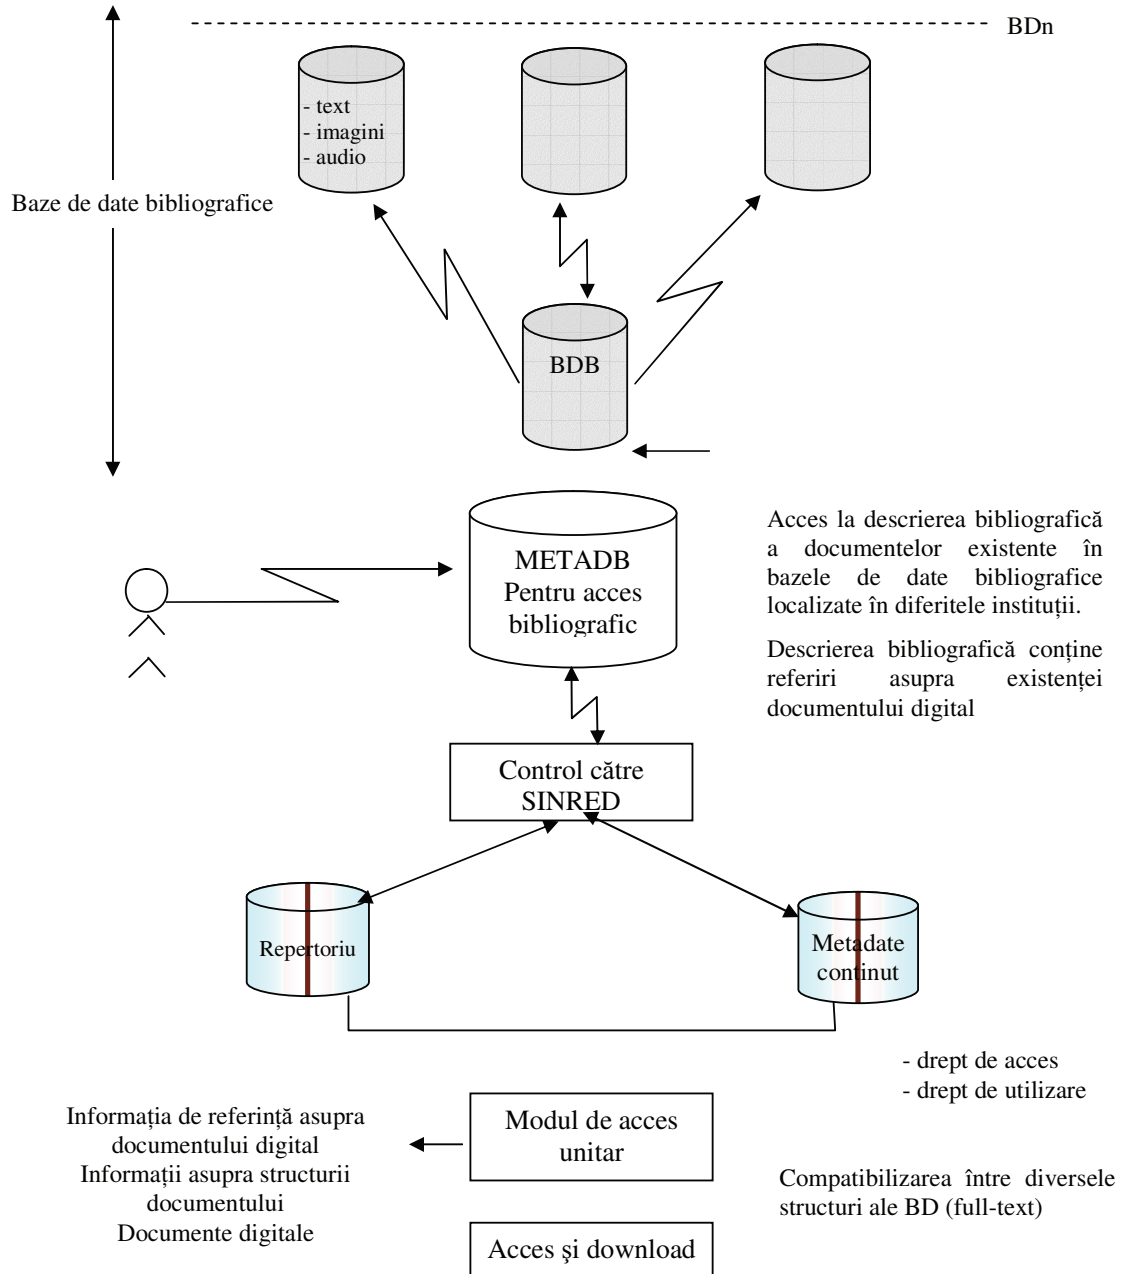 BDn
- text
- imagini
- audio
Baze de date bibliografice
BDB
METADB
Pentru acces
bibliografic
Acces la descrierea bibliografică
a documentelor existente în
bazele de date bibliografice
localizate în diferitele instituții.
Descrierea bibliografică conține
referiri asupra existenței
documentului digital
Control către
SINRED
Repertoriu
Metadate
continut
- drept de acces
- drept de utilizare
Modul de acces
unitar
Informația de referință asupra
documentului digital
Informații asupra structurii
documentului
Documente digitale
Compatibilizarea între diversele
structuri ale BD (full-text)
Acces şi download